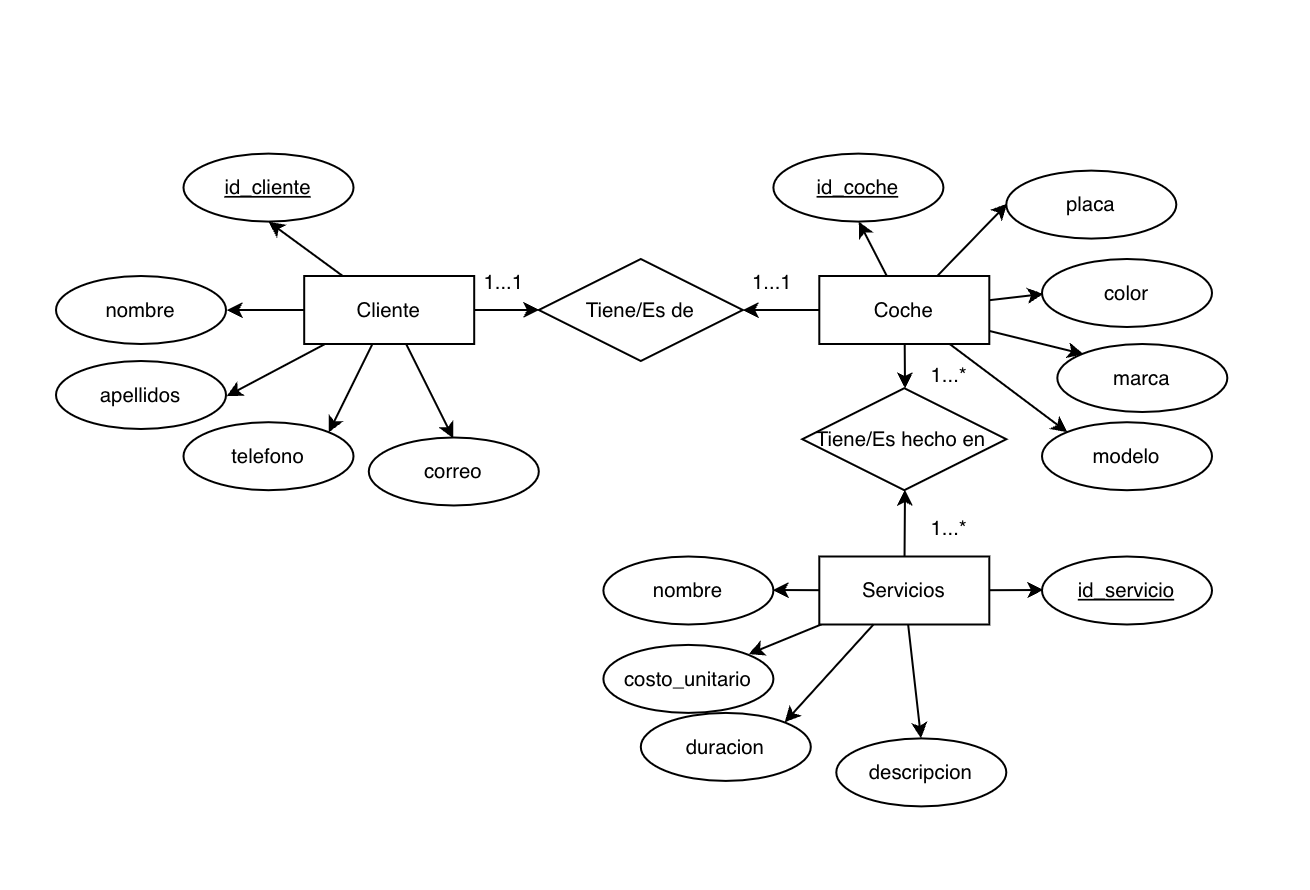 id_cliente
id_coche
placa
1...1
1...1
color
nombre
Cliente
Tiene/Es de
Coche
marca
1...*
apellidos
telefono
correo
Tiene/Es hecho en
modelo
1...*
nombre
Servicios
id_servicio
costo_unitario
duracion
descripcion